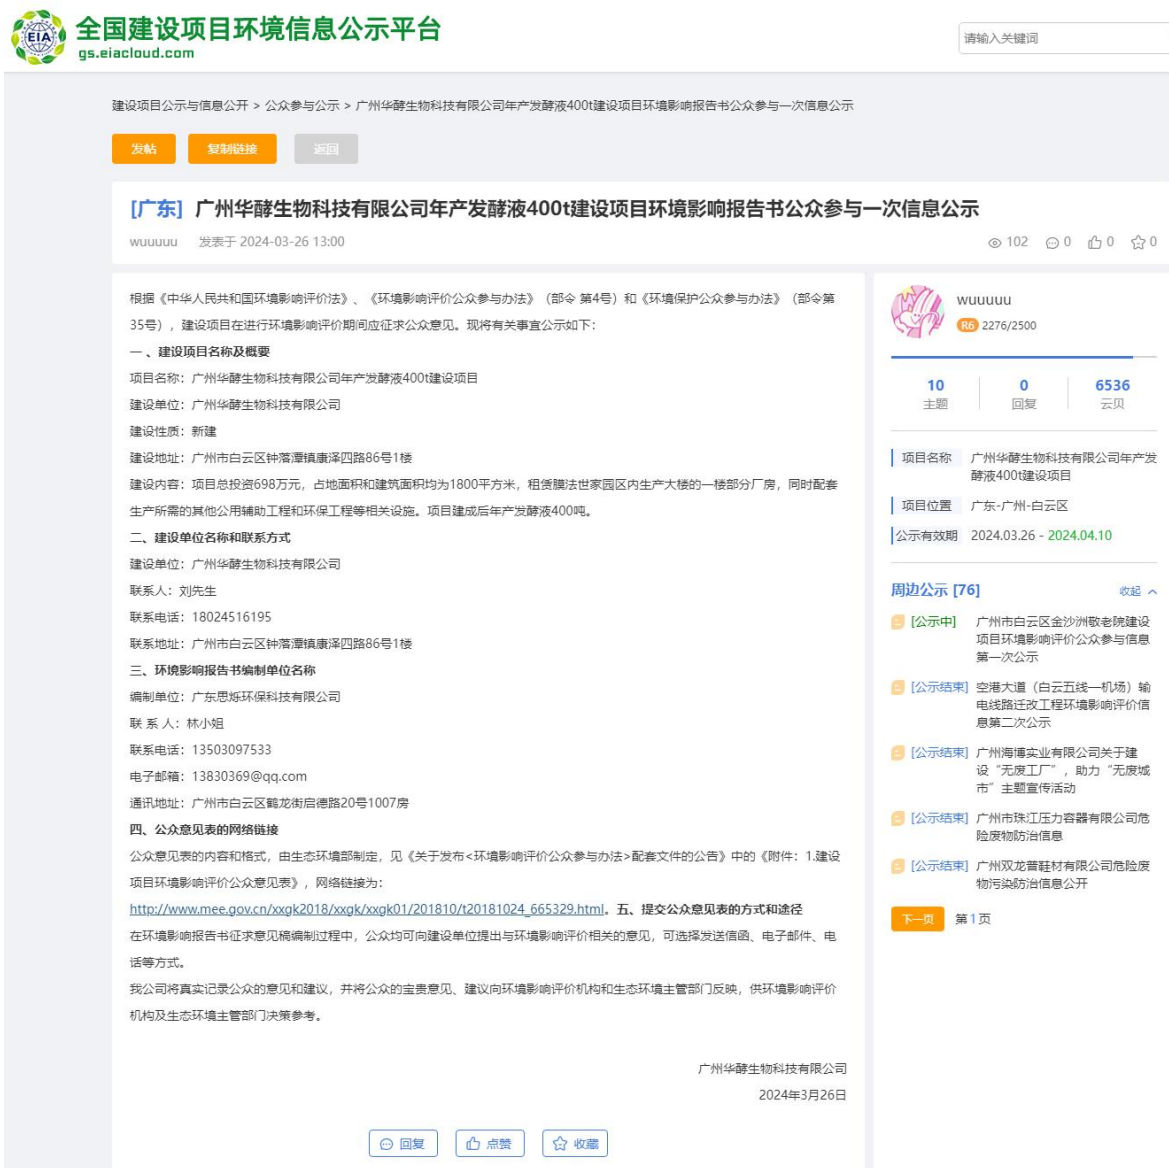 EIA
全国建设项目环境信息公示平台
gs.eiacloud.com
请输入关键词
建设项目公示与信息公开 > 公众参与公示 > 广州华酵生物科技有限公司年产发酵液400t建设项目环境影响报告书公众参与一次信息公示
发帖 复制链接 返回
[广东] 广州华酵生物科技有限公司年产发酵液400t建设项目环境影响报告书公众参与一次信息公示
wuuuuu 发表于 2024-03-26 13:00
102 0 0 0
根据《中华人民共和国环境影响评价法》、《环境影响评价公众参与办法》（部令 第4号）和《环境保护公众参与办法》（部令第
35号），建设项目在进行环境影响评价期间应征求公众意见。现将有关事宜公示如下：
一 、建设项目名称及概要
项目名称：广州华酵生物科技有限公司年产发酵液400t建设项目
建设单位：广州华酵生物科技有限公司
建设性质：新建
建设地址：广州市白云区钟落潭镇康泽四路86号1楼
建设内容：项目总投资698万元，占地面积和建筑面积均为1800平方米，租赁膜法世家园区内生产大楼的一楼部分厂房，同时配套
生产所需的其他公用辅助工程和环保工程等相关设施。项目建成后年产发酵液400吨。
二、建设单位名称和联系方式
建设单位：广州华酵生物科技有限公司
联系人：刘先生
联系电话：18024516195
联系地址：广州市白云区钟落潭镇康泽四路86号1楼
三、环境影响报告书编制单位名称
编制单位：广东思烁环保科技有限公司
联 系 人：林小姐
联系电话：13503097533
电子邮箱：13830369@qq.com
通讯地址：广州市白云区鹤龙街启德路20号1007房
四、公众意见表的网络链接
公众意见表的内容和格式，由生态环境部制定，见《关于发布<环境影响评价公众参与办法>配套文件的公告》中的《附件：1.建设
项目环境影响评价公众意见表》，网络链接为：
http://www.mee.gov.cn/xxgk2018/xxgk/xxgk01/201810/t20181024_665329.html。五、提交公众意见表的方式和途径
在环境影响报告书征求意见稿编制过程中，公众均可向建设单位提出与环境影响评价相关的意见，可选择发送信函、电子邮件、电
话等方式。
我公司将真实记录公众的意见和建议，并将公众的宝贵意见、建议向环境影响评价机构和生态环境主管部门反映，供环境影响评价
机构及生态环境主管部门决策参考。
广州华酵生物科技有限公司
2024年3月26日
回复 点赞 收藏
wuuuuu
R6 2276/2500
10 0 6536
主题 回复 云贝
项目名称 广州华酵生物科技有限公司年产发
酵液400t建设项目
项目位置 广东-广州-白云区
公示有效期 2024.03.26 - 2024.04.10
周边公示 [76] 收起
[公示中] 广州市白云区金沙洲敬老院建设
项目环境影响评价公众参与信息
第一次公示
[公示结束] 空港大道（白云五线—机场）输
电线路迁改工程环境影响评价信
息第二次公示
[公示结束] 广州海博实业有限公司关于建
设“无废工厂”，助力“无废城
市”主题宣传活动
[公示结束] 广州市珠江压力容器有限公司危
险废物防治信息
[公示结束] 广州双龙普鞋材有限公司危险废
物污染防治信息公开
下一页 第1页